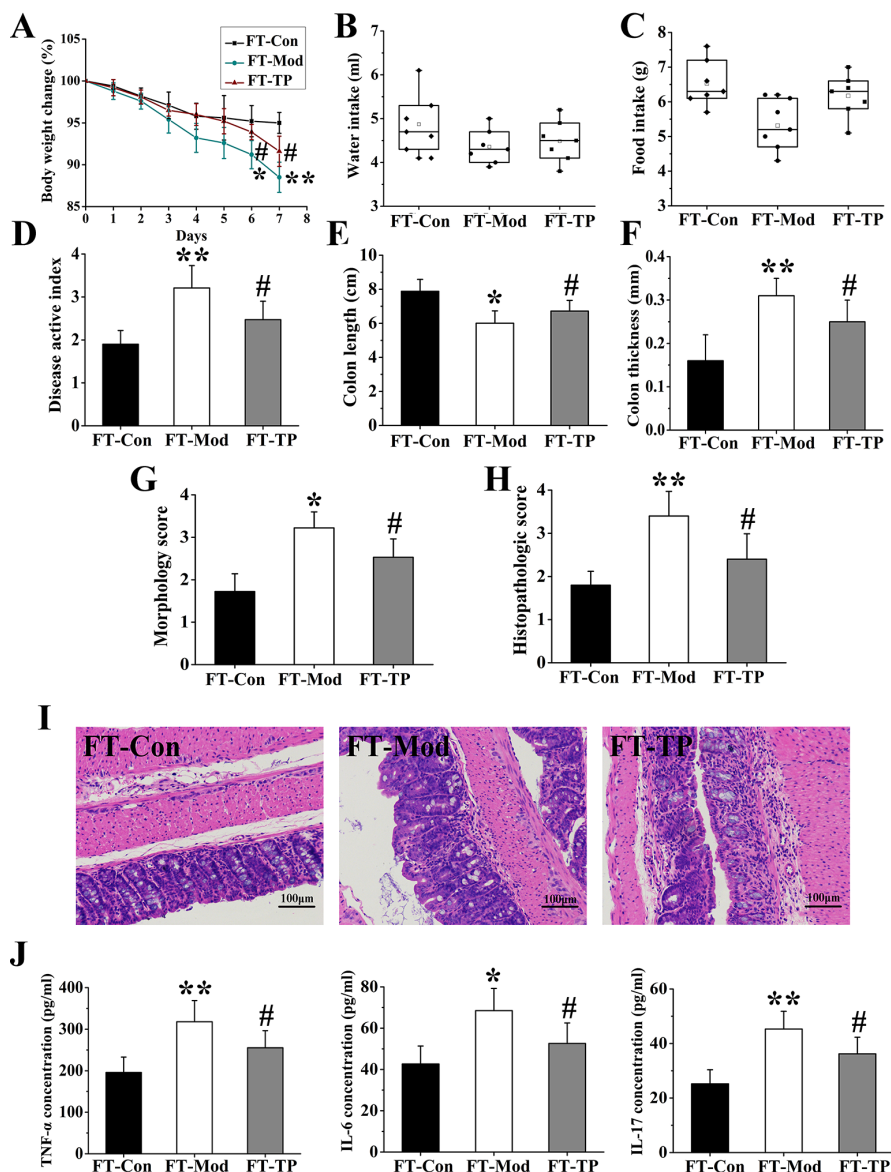 A
Body weight change (%)
100
105
95
90
85
0 1 2 3 4 5 6 7 8
Days
FT-Con
FT-Mod
FT-TP
# #
* **
B
Water intake (ml)
7
6
5
4
3
FT-Con FT-Mod FT-TP
C
Food intake (g)
8
7
6
5
4
3
FT-Con FT-Mod FT-TP
D
Disease active index
4
3
2
1
0
** #
FT-Con FT-Mod FT-TP
E
Colon length (cm)
10
8
6
4
2
0
* #
FT-Con FT-Mod FT-TP
F
Colon thickness (mm)
0.4
0.3
0.2
0.1
0.0
** #
FT-Con FT-Mod FT-TP
G
Morphology score
4
3
2
1
0
* #
FT-Con FT-Mod FT-TP
H
Histopathologic score
4
3
2
1
0
** #
FT-Con FT-Mod FT-TP
I
FT-Con FT-Mod FT-TP
100μm 100μm 100μm
J
TNF-α concentration (pg/ml)
400
300
200
100
0
** #
FT-Con FT-Mod FT-TP
IL-6 concentration (pg/ml)
80
60
40
20
0
* #
FT-Con FT-Mod FT-TP
IL-17 concentration (pg/ml)
60
40
20
0
** #
FT-Con FT-Mod FT-TP